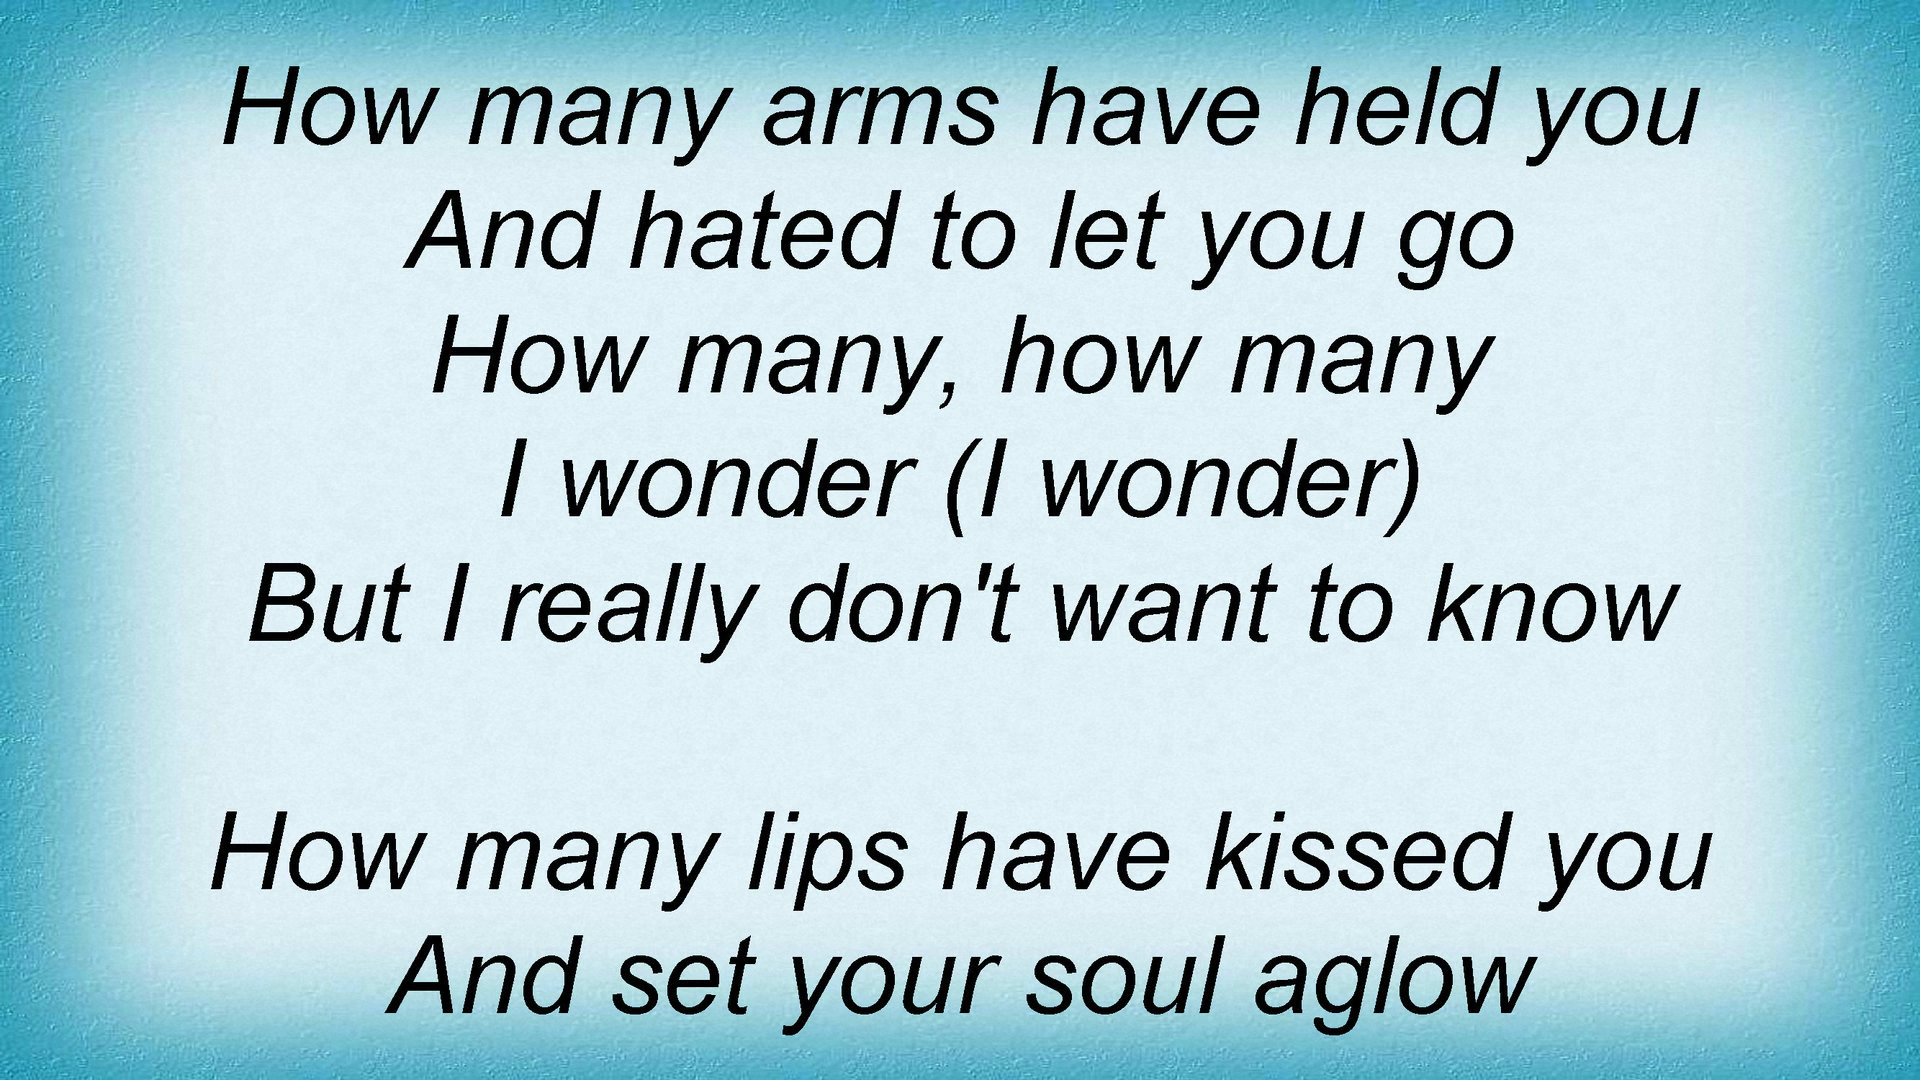 How many arms have held you
And hated to let you go
How many, how many
I wonder (I wonder)
But I really don't want to know
How many lips have kissed you
And set your soul aglow